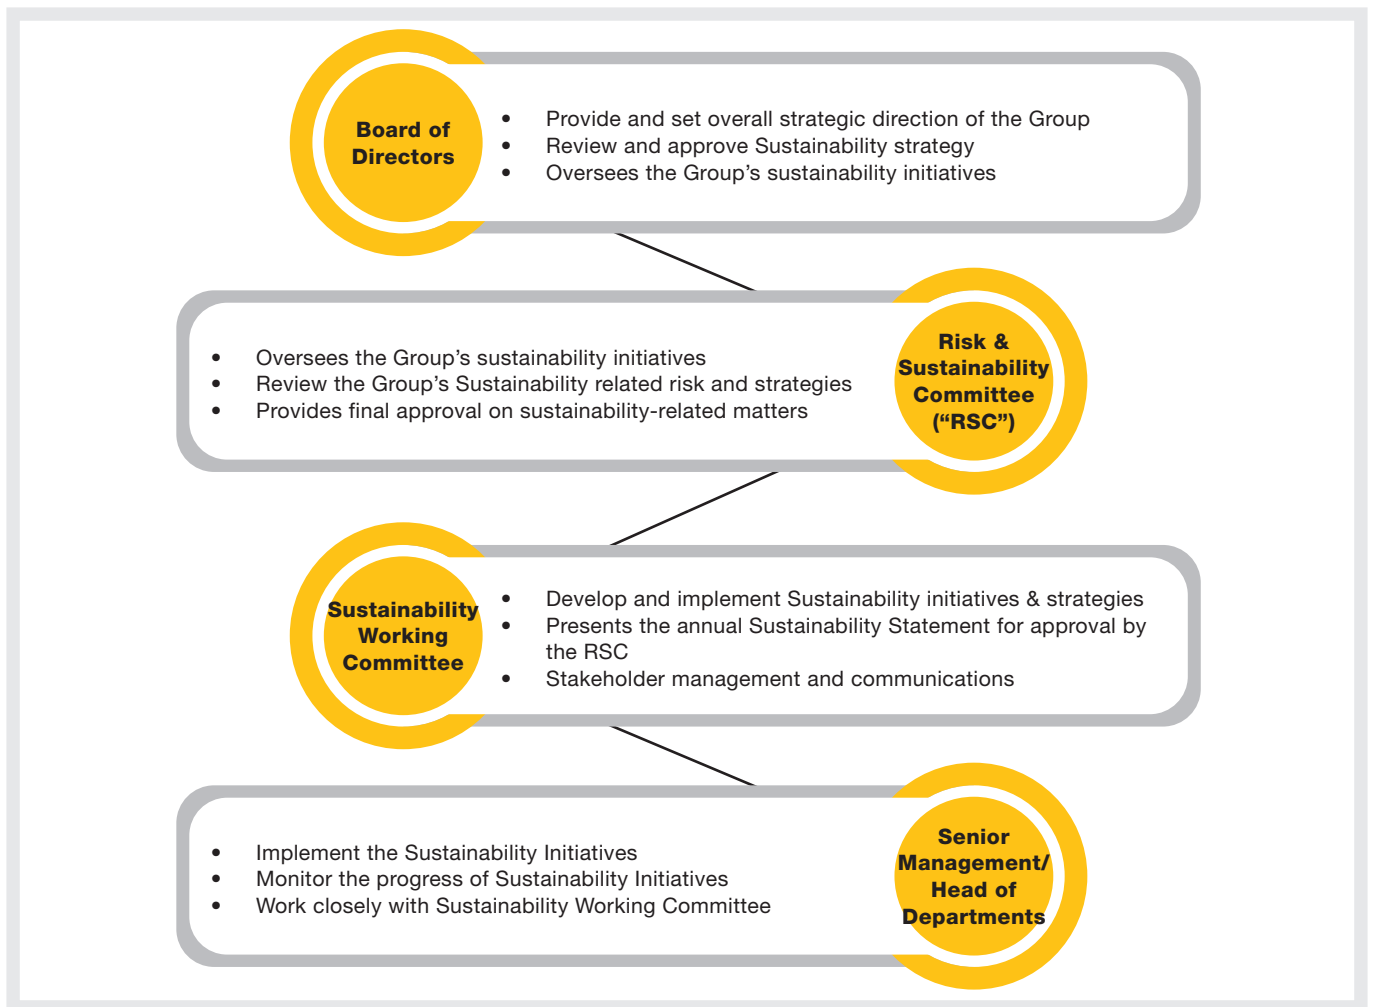 Board of
Directors
• Provide and set overall strategic direction of the Group
• Review and approve Sustainability strategy
• Oversees the Group’s sustainability initiatives
• Oversees the Group’s sustainability initiatives
• Review the Group’s Sustainability related risk and strategies
• Provides final approval on sustainability-related matters
Risk &
Sustainability
Committee
(“RSC”)
Sustainability
Working
Committee
• Develop and implement Sustainability initiatives & strategies
• Presents the annual Sustainability Statement for approval by
the RSC
• Stakeholder management and communications
• Implement the Sustainability Initiatives
• Monitor the progress of Sustainability Initiatives
• Work closely with Sustainability Working Committee
Senior
Management/
Head of
Departments